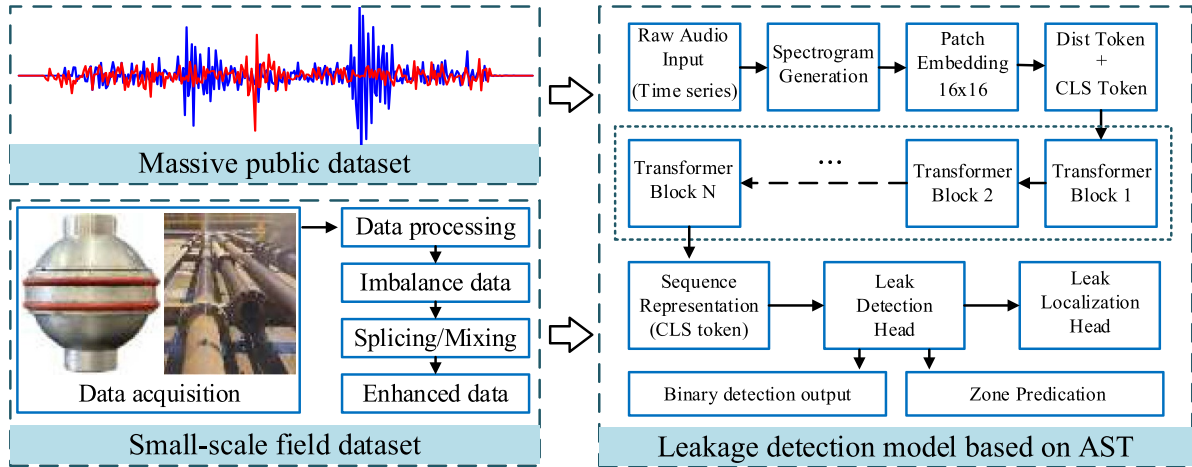 Massive public dataset
Data acquisition
Data processing
Imbalance data
Splicing/Mixing
Enhanced data
Small-scale field dataset
Raw Audio
Input
(Time series)
Spectrogram
Generation
Patch
Embedding
16x16
Dist Token
+
CLS Token
Transformer
Block N
...
Transformer
Block 2
Transformer
Block 1
Sequence
Representation
(CLS token)
Leak
Detection
Head
Leak
Localization
Head
Binary detection output
Zone Predication
Leakage detection model based on AST